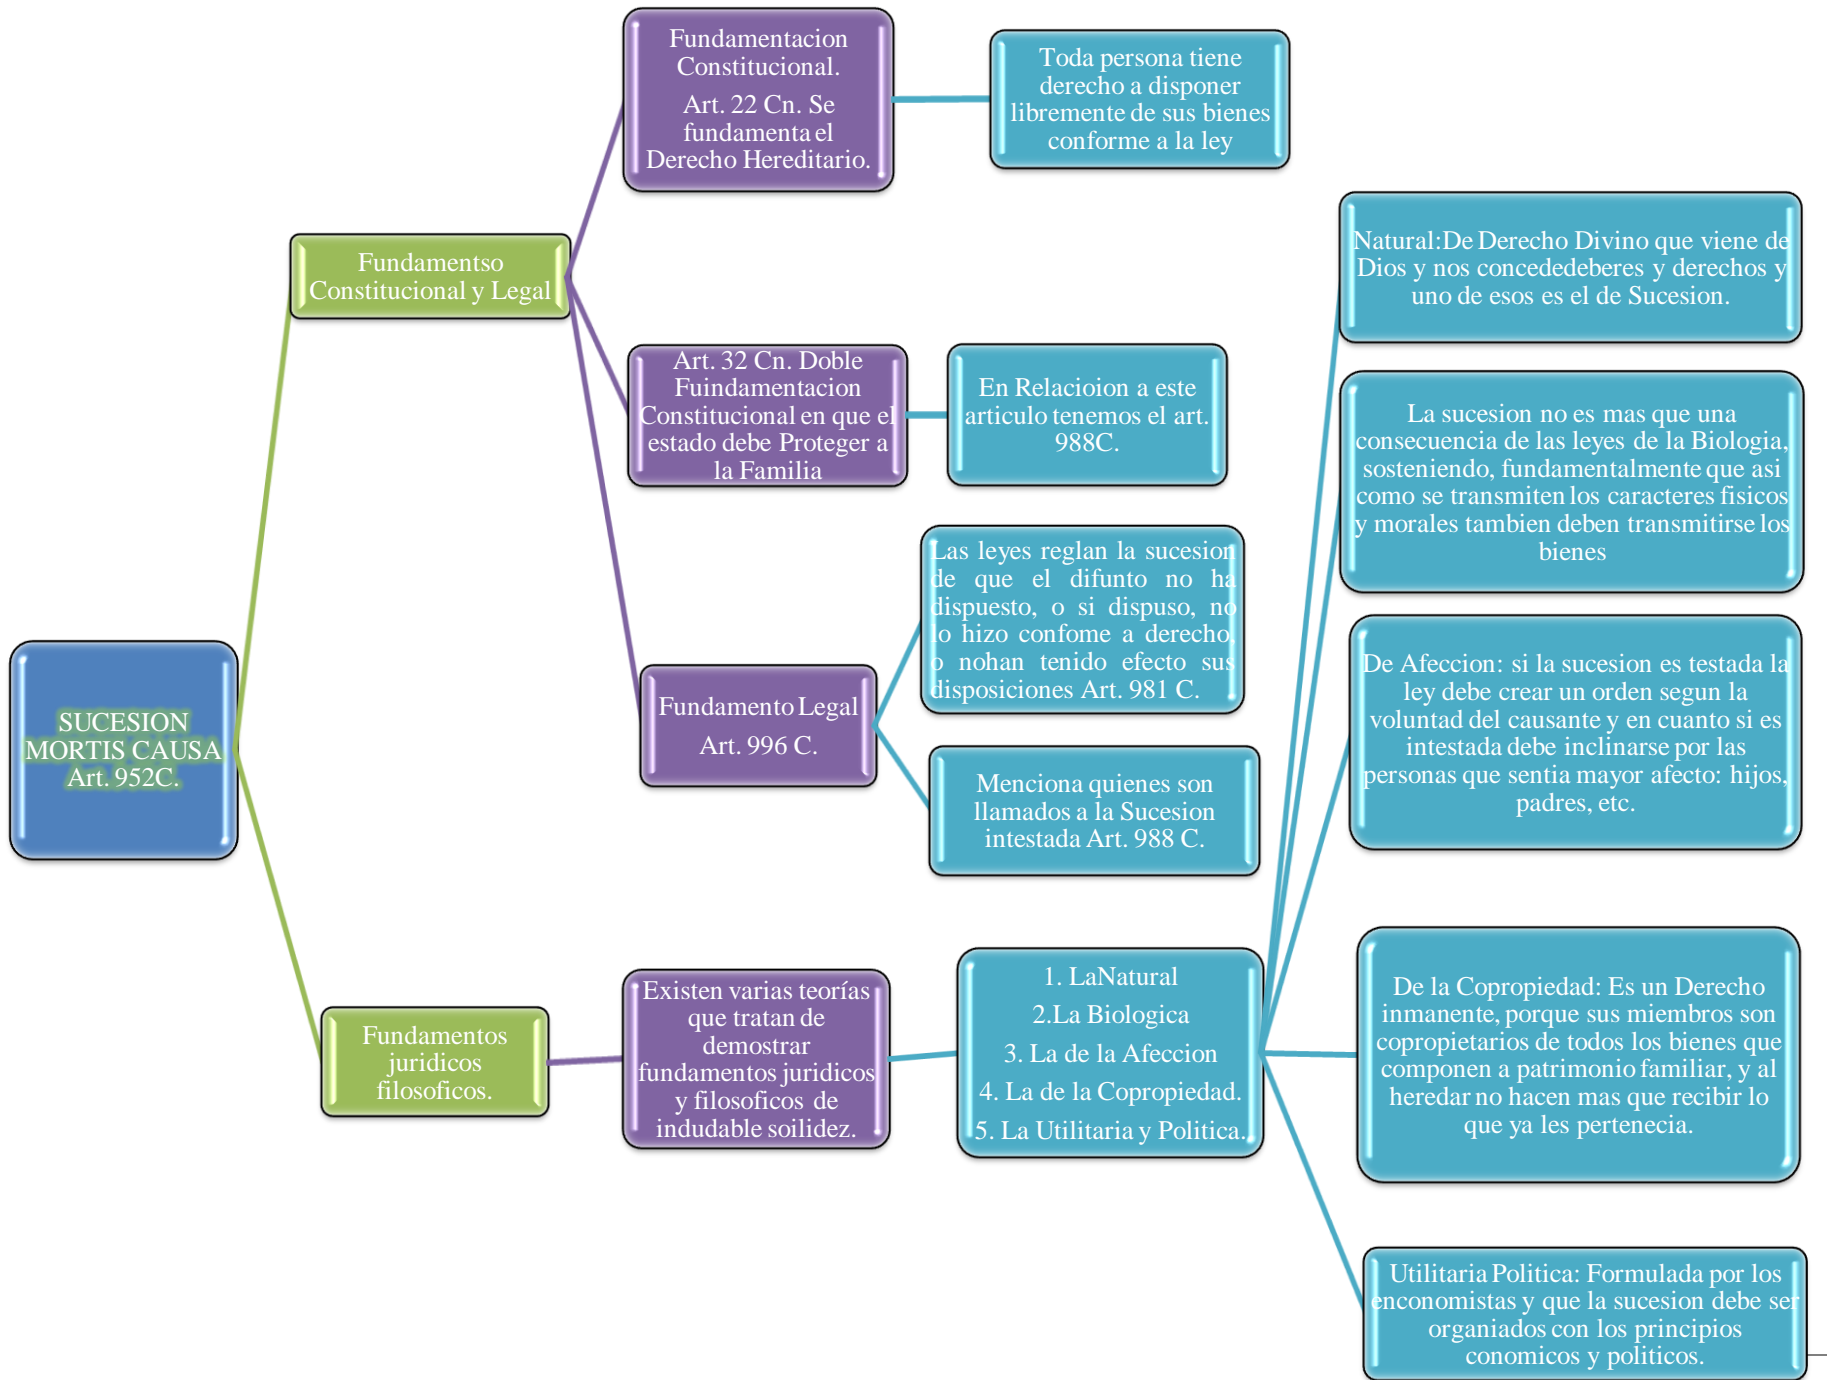 SUCESION
MORTIS CAUSA
Art. 952C.
Fundamentso
Constitucional y Legal
Fundamentacion
Constitucional.
Art. 22 Cn. Se
fundamenta el
Derecho Hereditario.
Toda persona tiene
derecho a disponer
libremente de sus bienes
conforme a la ley
Art. 32 Cn. Doble
Fuindamentacion
Constitucional en que el
estado debe Proteger a
la Familia
En Relacioion a este
articulo tenemos el art.
988C.
Fundamento Legal
Art. 996 C.
Las leyes reglan la sucesion
de que el difunto no ha
dispuesto, o si dispuso, no
lo hizo confome a derecho,
o nohan tenido efecto sus
disposiciones Art. 981 C.
Menciona quienes son
llamados a la Sucesion
intestada Art. 988 C.
Fundamentos
juridicos
filosoficos.
Existen varias teorías
que tratan de
demostrar
fundamentos juridicos
y filosoficos de
indudable soilidez.
1. LaNatural
2.La Biologica
3. La de la Afeccion
4. La de la Copropiedad.
5. La Utilitaria y Politica.
Natural:De Derecho Divino que viene de
Dios y nos concededeberes y derechos y
uno de esos es el de Sucesion.
La sucesion no es mas que una
consecuencia de las leyes de la Biologia,
sosteniendo, fundamentalmente que asi
como se transmiten los caracteres fisicos
y morales tambien deben transmitirse los
bienes
De Afeccion: si la sucesion es testada la
ley debe crear un orden segun la
voluntad del causante y en cuanto si es
intestada debe inclinarse por las
personas que sentia mayor afecto: hijos,
padres, etc.
De la Copropiedad: Es un Derecho
inmanente, porque sus miembros son
copropietarios de todos los bienes que
componen a patrimonio familiar, y al
heredar no hacen mas que recibir lo
que ya les pertenecia.
Utilitaria Politica: Formulada por los
enconomistas y que la sucesion debe ser
organiados con los principios
conomicos y politicos.